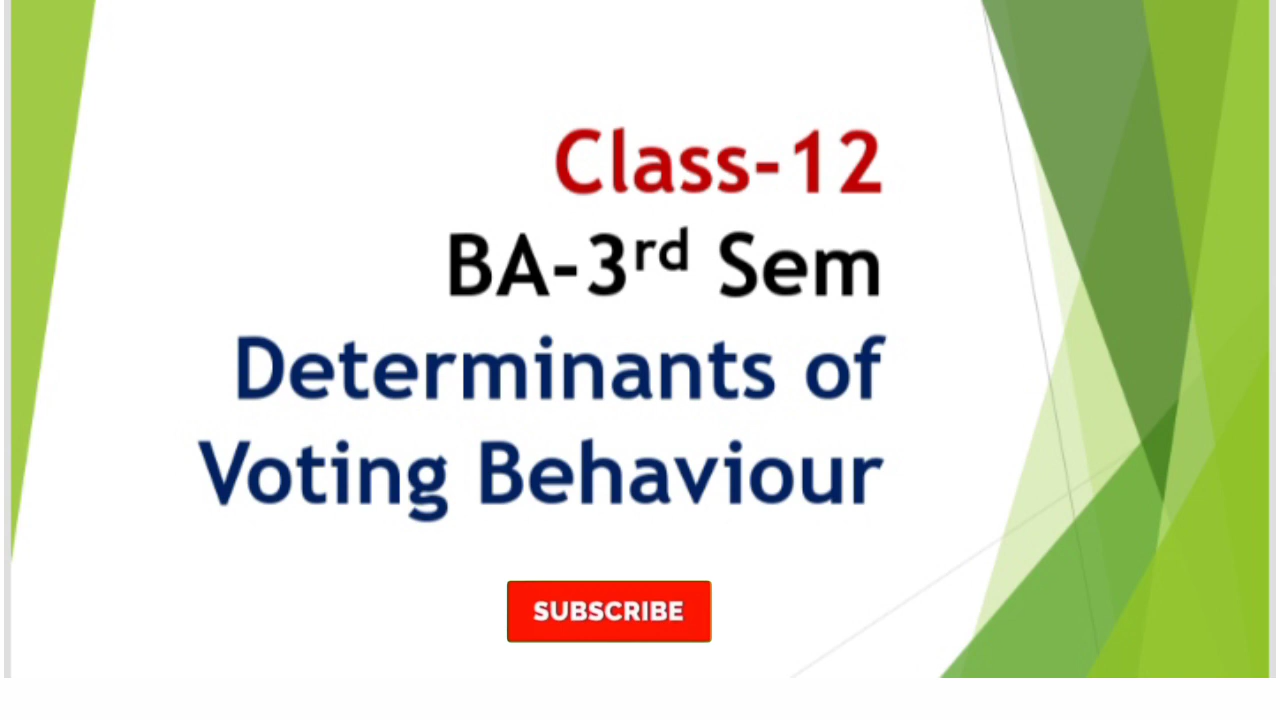 Class-12
BA-3rd Sem
Determinants of
Voting Behaviour
SUBSCRIBE